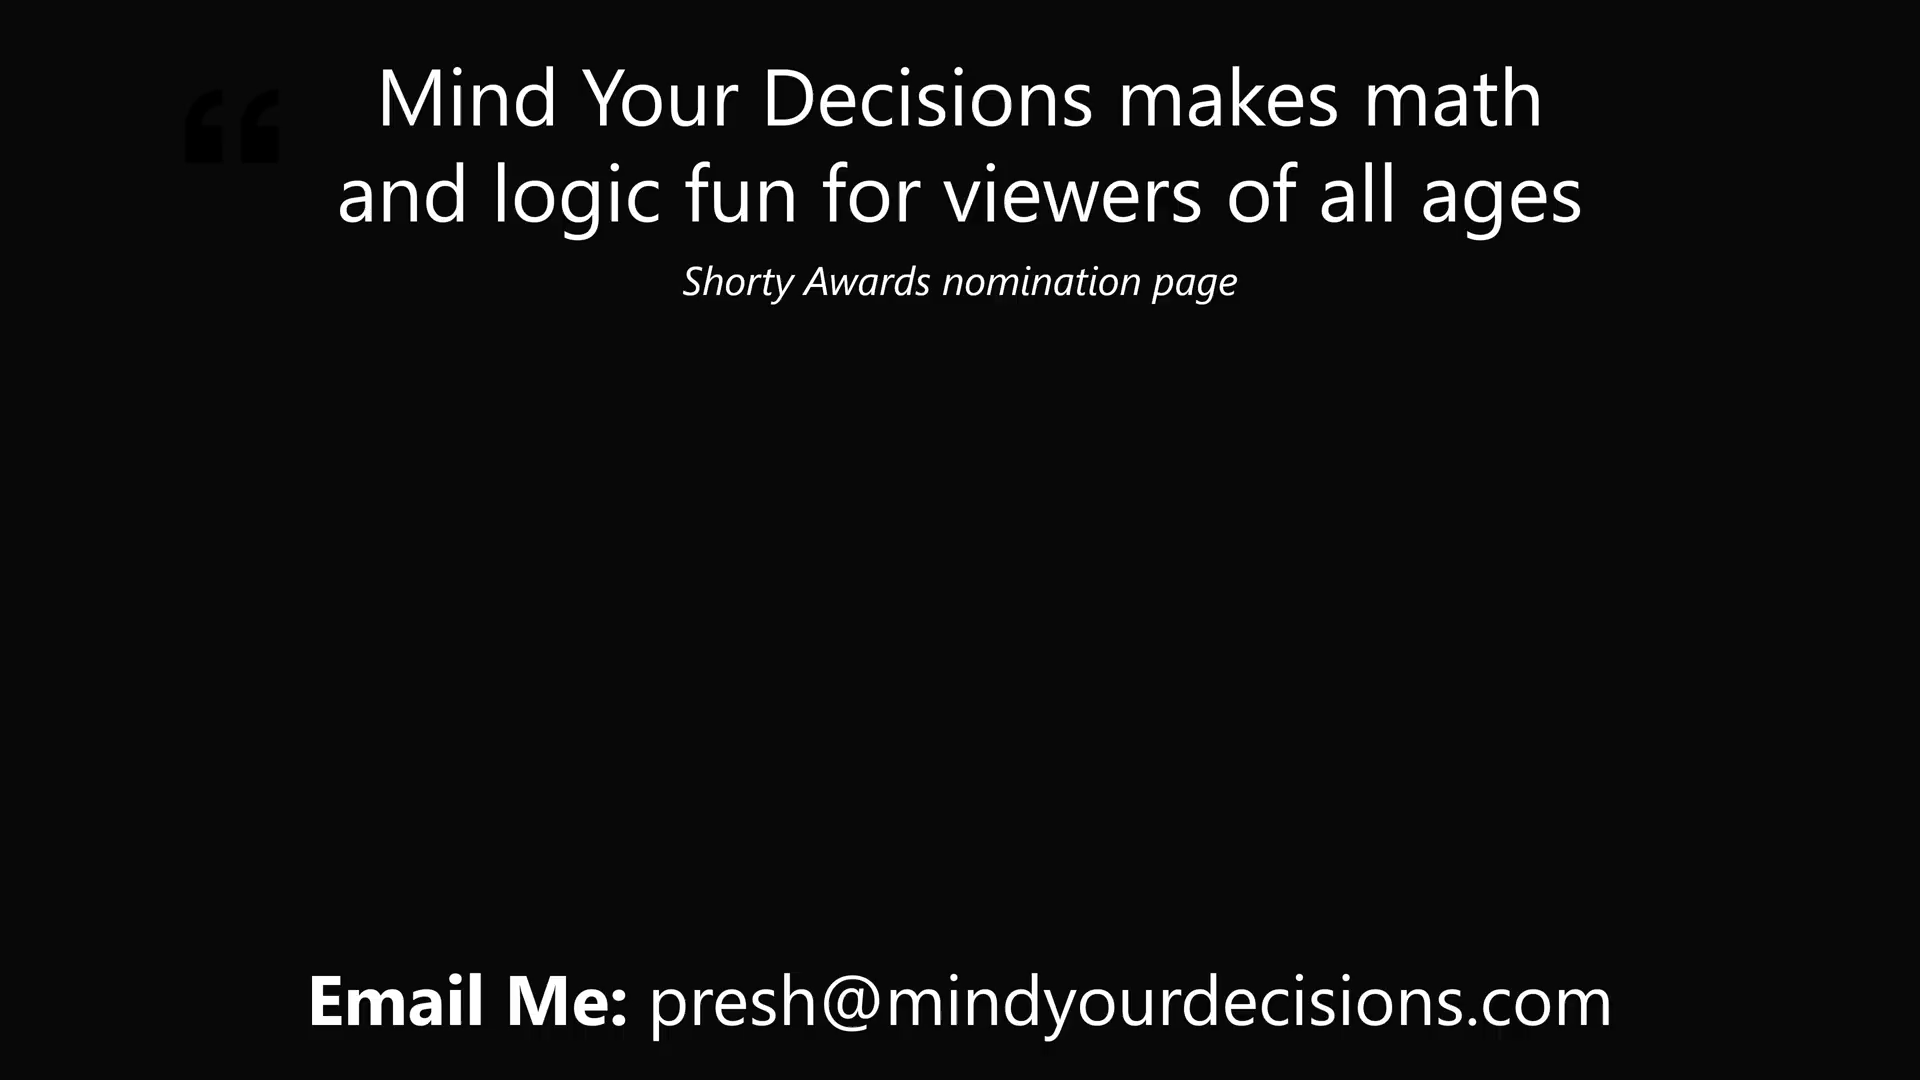 “
Mind Your Decisions makes math
and logic fun for viewers of all ages
Shorty Awards nomination page
Email Me: presh@mindyourdecisions.com